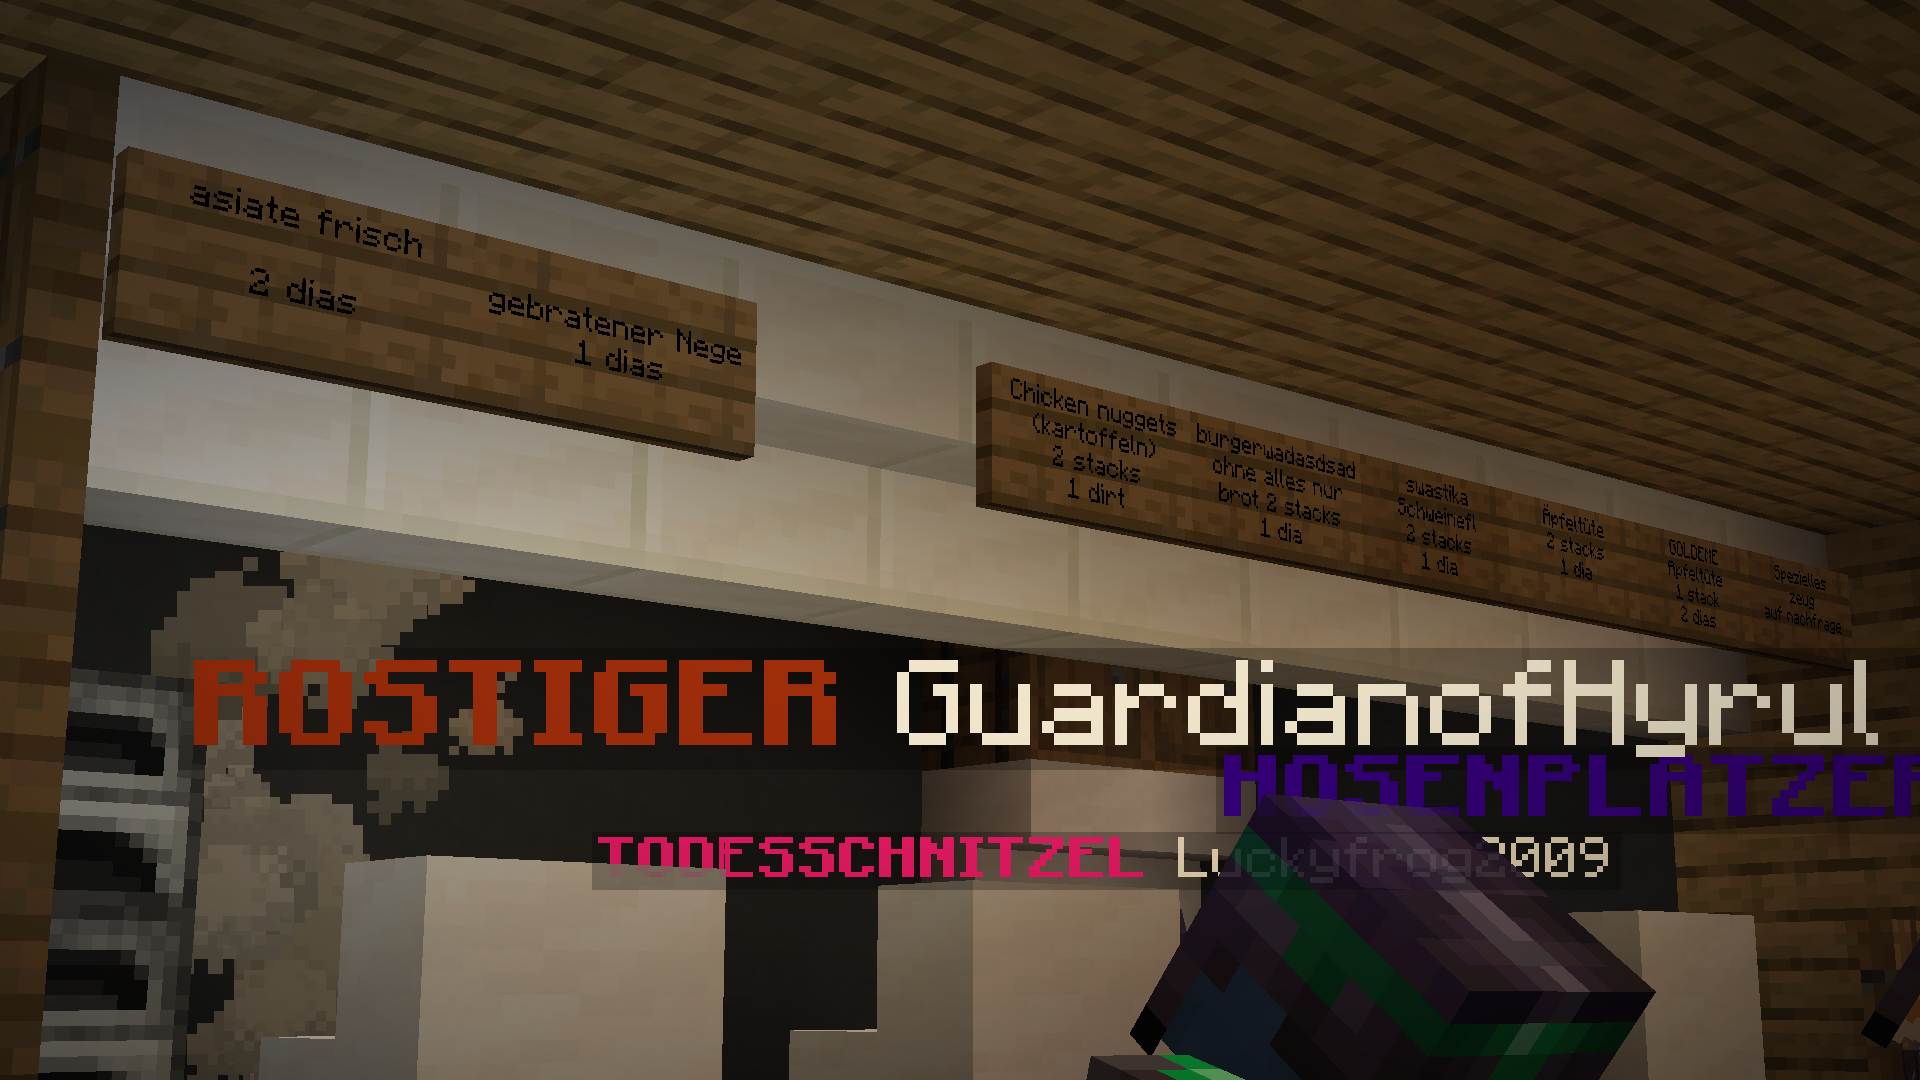 asiate frisch
2 dias
gebratener Nege
1 dias
Chicken nuggets
(kartoffeln)
2 stacks
1 dirt
burgerwadasdsad
ohne alles nur
brot 2 stacks
1 dia
swastika
Schweinefl
2 stacks
1 dia
Äpfeltüte
2 stacks
1 dia
GOLDENE
Äpfeltüte
1 stack
2 dias
Spezielles
zeug
auf nachfrage
ROSTIGER GuardianofHyrul
HOSENPLATZER
TODESSCHNITZEL Luckyfrog2009